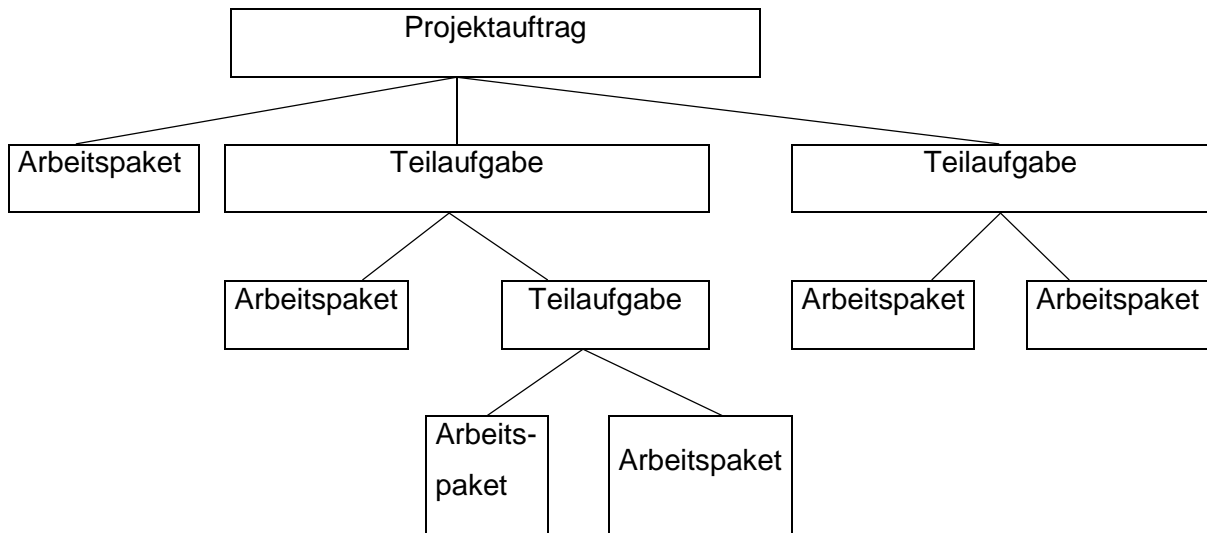 Projektauftrag
Arbeitspaket
Teilaufgabe
Teilaufgabe
Arbeitspaket
Teilaufgabe
Arbeitspaket
Arbeitspaket
Arbeits-
paket
Arbeitspaket